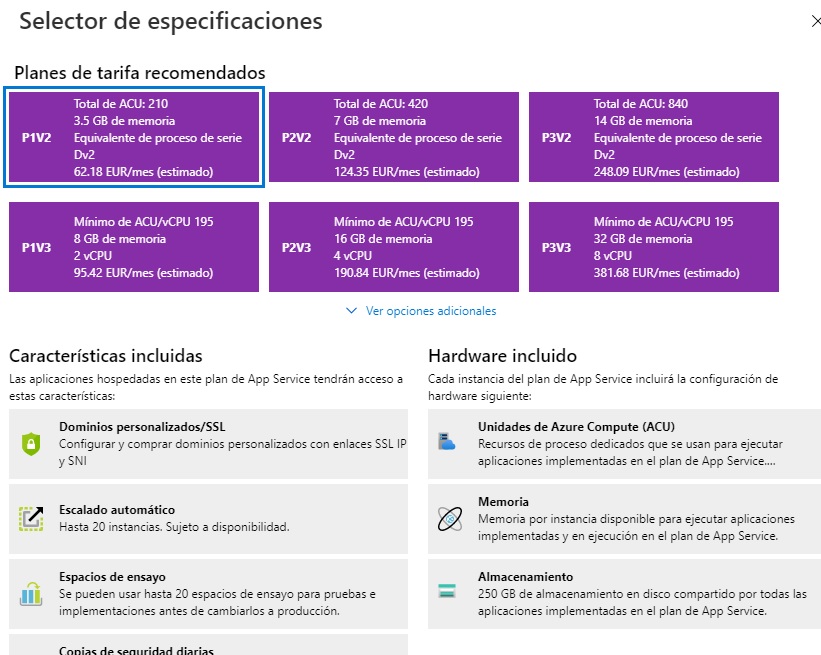 Selector de especificaciones
Planes de tarifa recomendados
P1V2
Total de ACU: 210
3.5 GB de memoria
Equivalente de proceso de serie
Dv2
62.18 EUR/mes (estimado)
P2V2
Total de ACU: 420
7 GB de memoria
Equivalente de proceso de serie
Dv2
124.35 EUR/mes (estimado)
P3V2
Total de ACU: 840
14 GB de memoria
Equivalente de proceso de serie
Dv2
248.09 EUR/mes (estimado)
P1V3
Mínimo de ACU/vCPU 195
8 GB de memoria
2 vCPU
95.42 EUR/mes (estimado)
P2V3
Mínimo de ACU/vCPU 195
16 GB de memoria
4 vCPU
190.84 EUR/mes (estimado)
P3V3
Mínimo de ACU/vCPU 195
32 GB de memoria
8 vCPU
381.68 EUR/mes (estimado)
Ver opciones adicionales
Características incluidas
Las aplicaciones hospedadas en este plan de App Service tendrán acceso a
estas características:
Dominios personalizados/SSL
Configurar y comprar dominios personalizados con enlaces SSL IP
y SNI
Escalado automático
Hasta 20 instancias. Sujeto a disponibilidad.
Espacios de ensayo
Se pueden usar hasta 20 espacios de ensayo para pruebas e
implementaciones antes de cambiarlos a producción.
Copias de seguridad diarias
Hardware incluido
Cada instancia del plan de App Service incluirá la configuración de
hardware siguiente:
Unidades de Azure Compute (ACU)
Recursos de proceso dedicados que se usan para ejecutar
aplicaciones implementadas en el plan de App Service....
Memoria
Memoria por instancia disponible para ejecutar aplicaciones
implementadas y en ejecución en el plan de App Service.
Almacenamiento
250 GB de almacenamiento en disco compartido por todas las
aplicaciones implementadas en el plan de App Service.